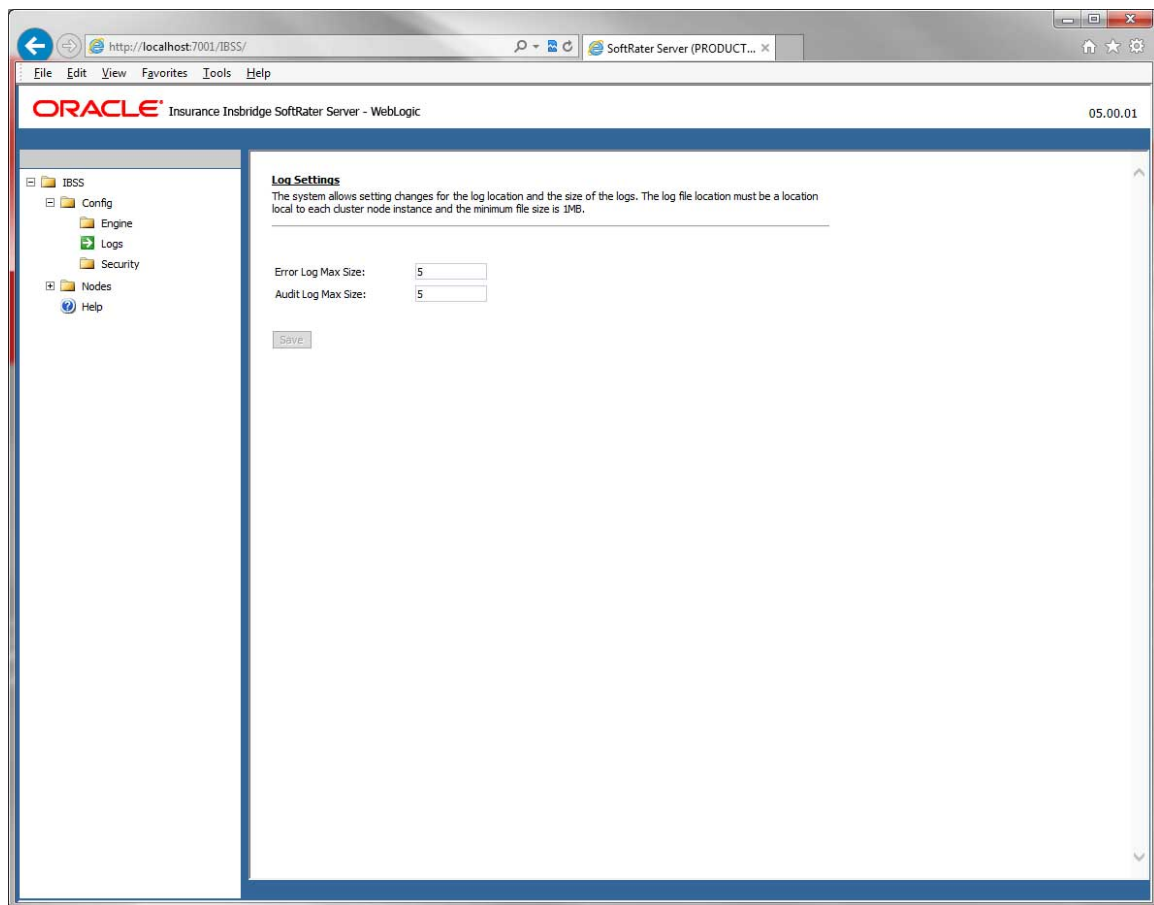 http://localhost:7001/IBSS/
SoftRater Server (PRODUCT...
File Edit View Favorites Tools Help
ORACLE Insurance Insbridge SoftRater Server - WebLogic
05.00.01
IBSS
Config
Engine
Logs
Security
Nodes
Help
Log Settings
The system allows setting changes for the log location and the size of the logs. The log file location must be a location
local to each cluster node instance and the minimum file size is 1MB.
Error Log Max Size: 5
Audit Log Max Size: 5
Save